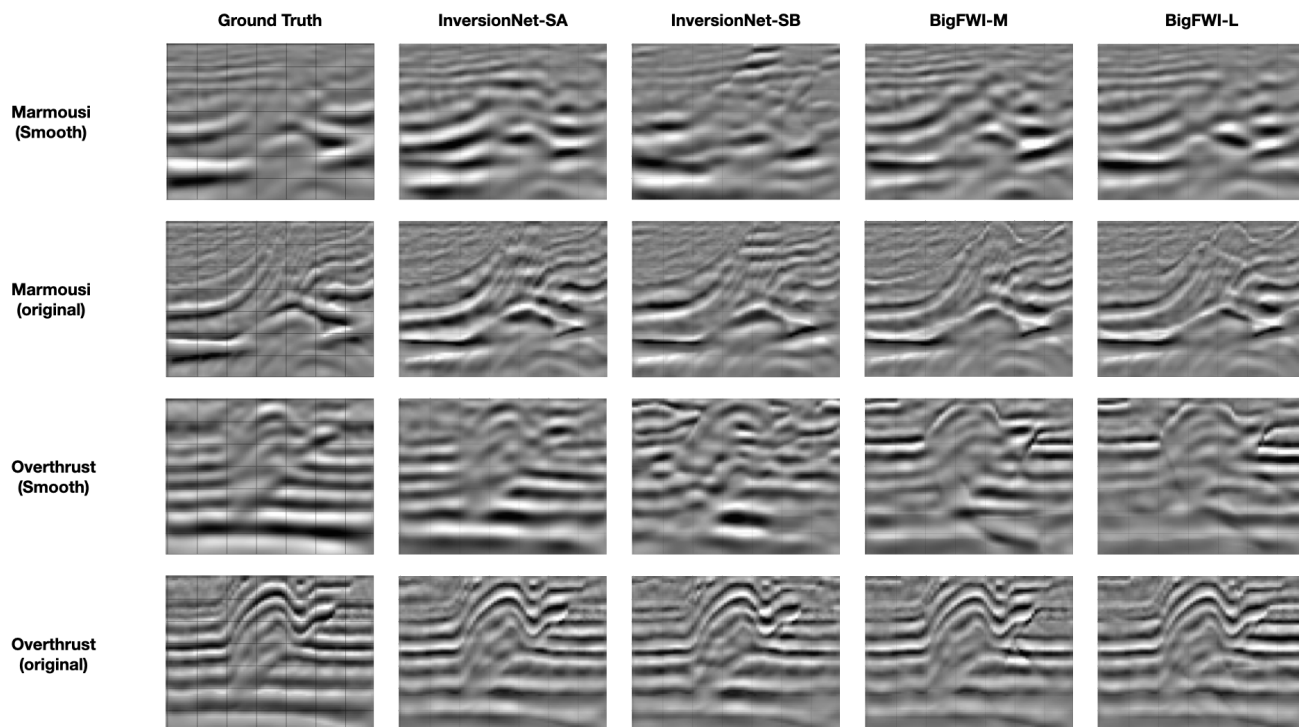 Ground Truth
InversionNet-SA
InversionNet-SB
BigFWI-M
BigFWI-L
Marmousi
(Smooth)
Marmousi
(original)
Overthrust
(Smooth)
Overthrust
(original)